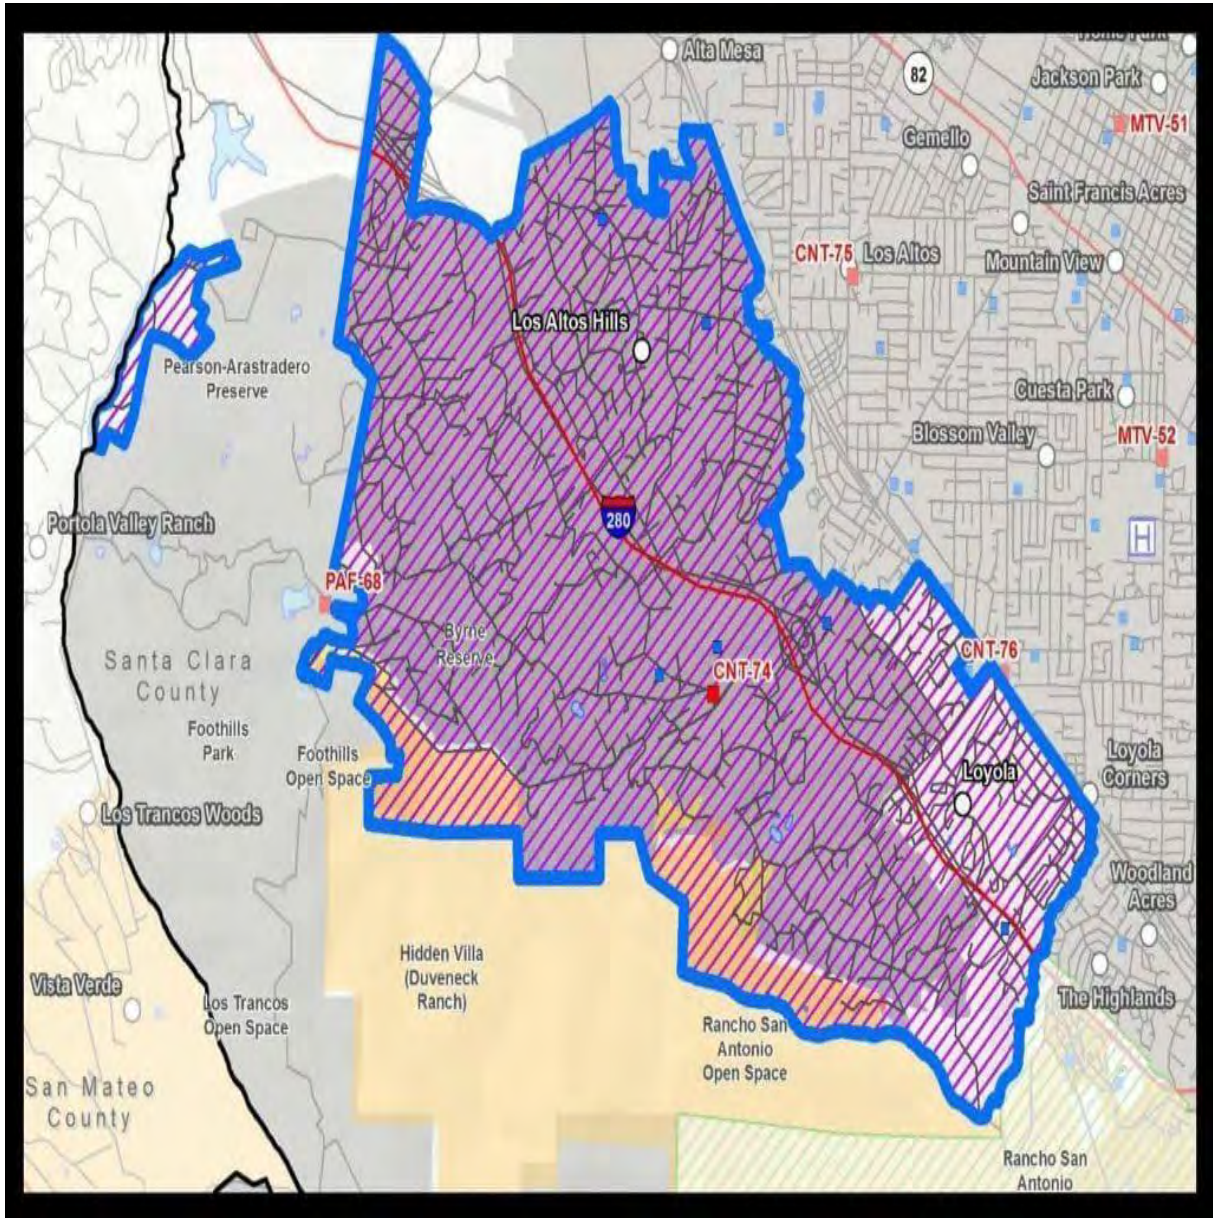 Alta Mesa
82
Jackson Park
MTV-51
Gemello
Saint Francis Acres
CNT-75
Los Altos
Mountain View
Los Altos Hills
Pearson-Arastradero
Preserve
Cuesta Park
Blossom Valley
MTV-52
280
Portola Valley Ranch
H
PAF-68
Byrne
Reserve
CNT-76
Santa Clara
County
CNT-74
Foothills
Park
Foothills
Open Space
Loyola
Loyola
Corners
Los Trancos Woods
Woodland
Acres
Hidden Villa
(Duveneck
Ranch)
Vista Verde
The Highlands
Los Trancos
Open Space
Rancho San
Antonio
Open Space
San Mateo
County
Rancho San
Antonio